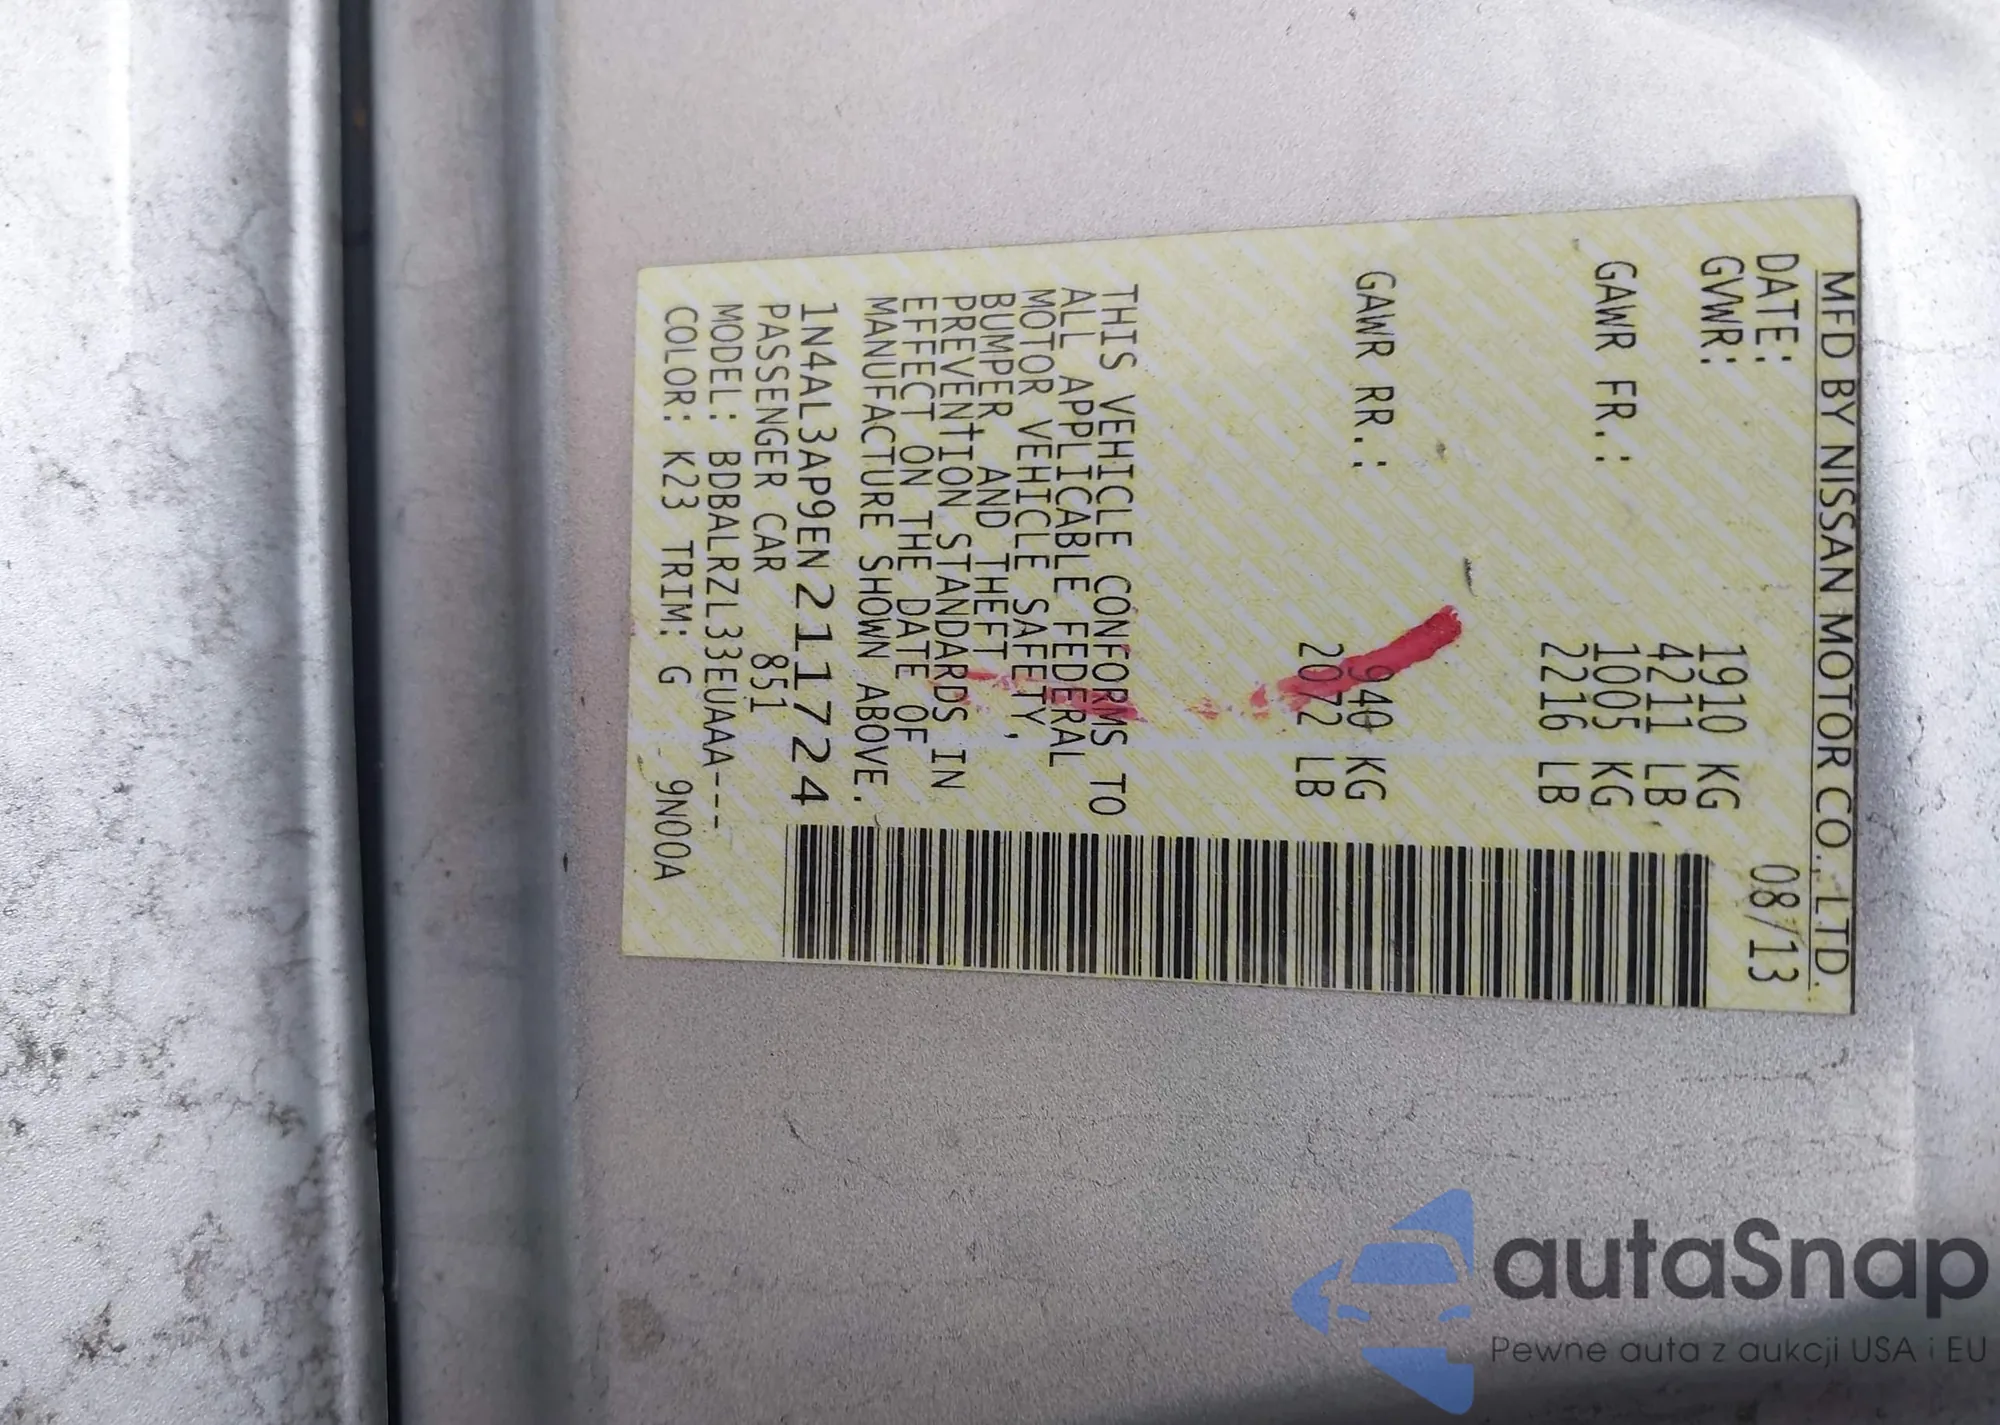 MFD BY NISSAN MOTOR CO., LTD.
DATE: 08/13
GVWR: 1910 KG
4211 LB
GAWR FR.: 1005 KG
2216 LB
GAWR RR.: 940 KG
2072 LB
THIS VEHICLE CONFORMS TO
ALL APPLICABLE FEDERAL
MOTOR VEHICLE SAFETY,
BUMPER, AND THEFT
PREVENTION STANDARDS IN
EFFECT ON THE DATE OF
MANUFACTURE SHOWN ABOVE.
1N4AL3AP9EN211724
PASSENGER CAR 851
MODEL: BDBALRZL33EUAAA---
COLOR: K23 TRIM: G 9N00A
autaSnap
Pewne auta z aukcji USA i EU